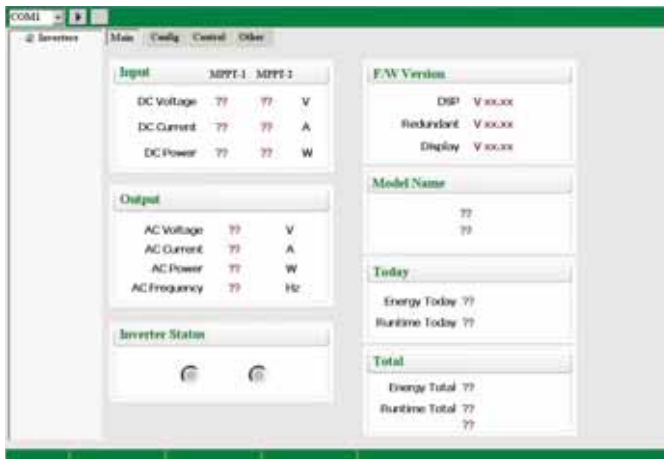 COM1
Inverters
Main Config Control Other
Input MPPT-1 MPPT-2
DC Voltage ?? ?? V
DC Current ?? ?? A
DC Power ?? ?? W
Output
AC Voltage ?? V
AC Current ?? A
AC Power ?? W
AC Frequency ?? Hz
Inverter Status
F/W Version
DSP V xx.xx
Redundant V xx.xx
Display V xx.xx
Model Name
??
??
Today
Energy Today ??
Runtime Today ??
Total
Energy Total ??
Runtime Total ??
??